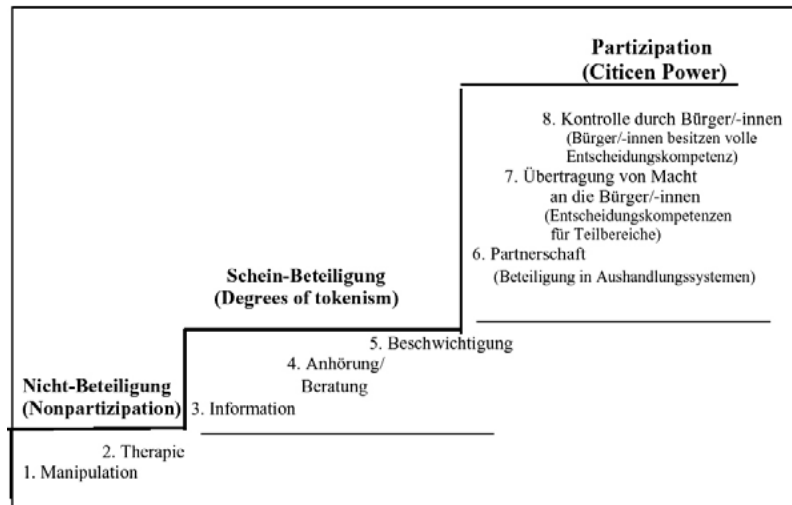 Partizipation
(Citicen Power)
8. Kontrolle durch Bürger/-innen
(Bürger/-innen besitzen volle
Entscheidungskompetenz)
7. Übertragung von Macht
an die Bürger/-innen
(Entscheidungskompetenzen
für Teilbereiche)
6. Partnerschaft
(Beteiligung in Aushandlungssystemen)
Schein-Beteiligung
(Degrees of tokenism)
5. Beschwichtigung
4. Anhörung/
Beratung
3. Information
Nicht-Beteiligung
(Nonpartizipation)
2. Therapie
1. Manipulation